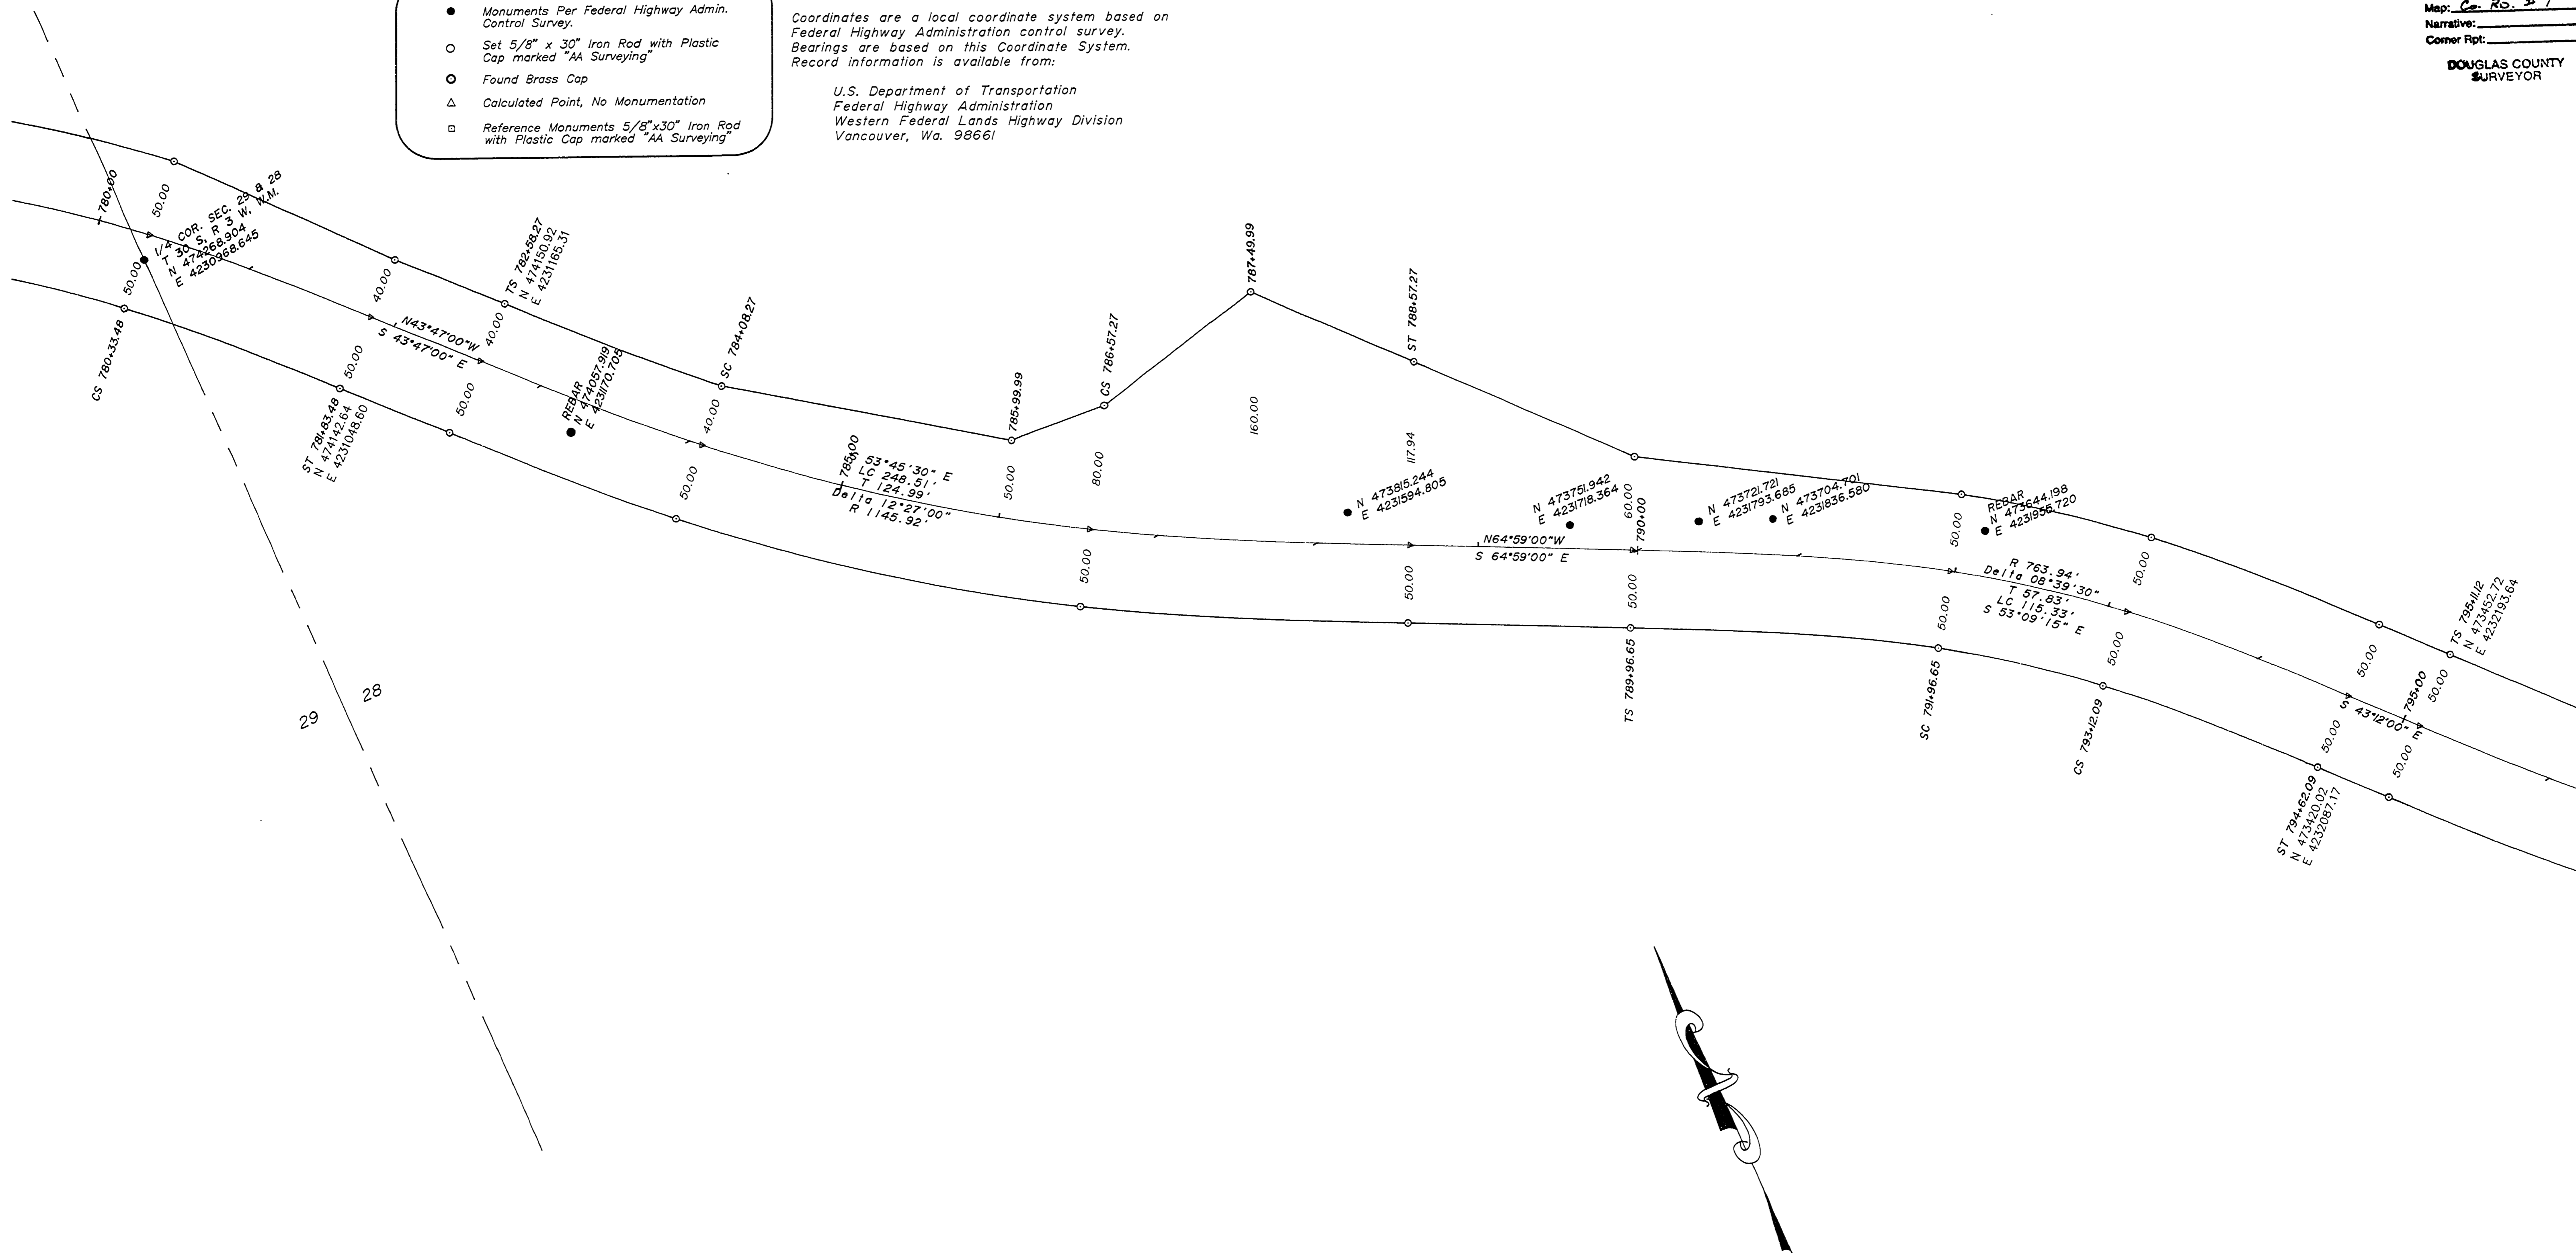 Monuments Per Federal Highway Admin.
Control Survey.
Set 5/8" x 30" Iron Rod with Plastic
Cap marked "AA Surveying"
Found Brass Cap
Calculated Point, No Monumentation
Reference Monuments 5/8"x30" Iron Rod
with Plastic Cap marked "AA Surveying"
Coordinates are a local coordinate system based on
Federal Highway Administration control survey.
Bearings are based on this Coordinate System.
Record information is available from:
U.S. Department of Transportation
Federal Highway Administration
Western Federal Lands Highway Division
Vancouver, Wa. 98661
Map: Co. RD.
Narrative:
Corner Rpt:
DOUGLAS COUNTY
SURVEYOR
780+00
50.00
1/4 COR. SEC. 29 & 28
T 30 S, R 3 W, W.M.
N 474268.904
E 4230968.645
50.00
CS 780+33.48
40.00
N43°47'00"W
S 43°47'00" E
50.00
ST 781+83.48
N 474142.64
E 4231048.60
TS 782+58.27
N 474150.92
E 4231165.31
40.00
50.00
REBAR
N 474057.919
E 4231170.705
SC 784+08.27
40.00
50.00
785+00
S 53°45'30" E
LC 248.51'
T 124.99'
Delta 12°27'00"
R 1145.92'
785+99.99
50.00
CS 786+57.27
80.00
50.00
787+49.99
160.00
ST 788+57.27
117.94
50.00
N 473815.244
E 4231594.805
N64°59'00"W
S 64°59'00" E
N 473751.942
E 4231718.364
60.00
790+00
50.00
TS 789+96.65
N 473721.721
E 4231793.685
N 473704.701
E 4231836.580
50.00
REBAR
N 473644.198
E 4231955.720
50.00
SC 791+96.65
R 763.94'
Delta 08°39'30"
T 57.83'
LC 115.33'
S 53°09'15" E
50.00
50.00
CS 793+12.09
50.00
S 43°12'00" E
50.00
ST 794+62.09
N 473420.02
E 4232087.17
795+00
TS 795+11.12
N 473452.72
E 4232193.64
50.00
50.00
29
28